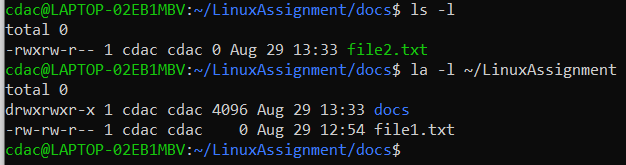 cdac@LAPTOP-02EB1MBV:~/LinuxAssignment/docs$ ls -l
total 0
-rwxrw-r-- 1 cdac cdac 0 Aug 29 13:33 file2.txt
cdac@LAPTOP-02EB1MBV:~/LinuxAssignment/docs$ la -l ~/LinuxAssignment
total 0
drwxrwxr-x 1 cdac cdac 4096 Aug 29 13:33 docs
-rw-rw-r-- 1 cdac cdac    0 Aug 29 12:54 file1.txt
cdac@LAPTOP-02EB1MBV:~/LinuxAssignment/docs$